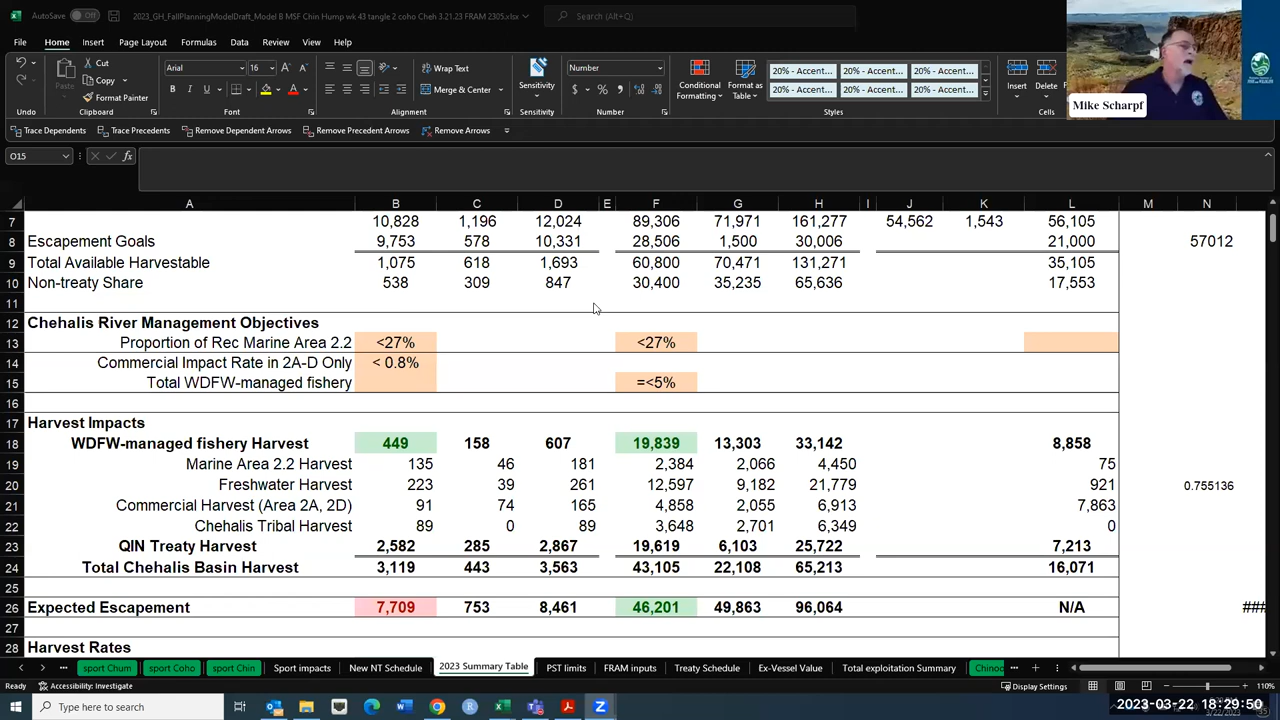 AutoSave Off 2023_GH_FallPlanningModelDraft_Model B MSF Chin Hump wk 43 tangle 2 coho Cheh 3.21.23 FRAM 2305.xlsx Search (Alt+Q)
File Home Insert Page Layout Formulas Data Review View Help
Paste Cut Copy Format Painter Arial 16 Wrap Text Merge & Center Sensitivity Number Conditional Formatting Format as Table 20% - Accent... 20% - Accent... 20% - Accent... Insert Delete
20% - Accent... 20% - Accent... 20% - Accent...
Undo Clipboard Font Alignment Sensitivity Number Styles Cells
Mike Scharpf
Trace Dependents Trace Precedents Remove Dependent Arrows Remove Precedent Arrows Remove Arrows
O15 fx
A B C D E F G H I J K L M N
7 10,828 1,196 12,024 89,306 71,971 161,277 54,562 1,543 56,105
8 Escapement Goals 9,753 578 10,331 28,506 1,500 30,006 21,000 57012
9 Total Available Harvestable 1,075 618 1,693 60,800 70,471 131,271 35,105
10 Non-treaty Share 538 309 847 30,400 35,235 65,636 17,553
11
12 Chehalis River Management Objectives
13 Proportion of Rec Marine Area 2.2 <27% <27%
14 Commercial Impact Rate in 2A-D Only < 0.8%
15 Total WDFW-managed fishery =<5%
16
17 Harvest Impacts
18 WDFW-managed fishery Harvest 449 158 607 19,839 13,303 33,142 8,858
19 Marine Area 2.2 Harvest 135 46 181 2,384 2,066 4,450 75
20 Freshwater Harvest 223 39 261 12,597 9,182 21,779 921 0.755136
21 Commercial Harvest (Area 2A, 2D) 91 74 165 4,858 2,055 6,913 7,863
22 Chehalis Tribal Harvest 89 0 89 3,648 2,701 6,349 0
23 QIN Treaty Harvest 2,582 285 2,867 19,619 6,103 25,722 7,213
24 Total Chehalis Basin Harvest 3,119 443 3,563 43,105 22,108 65,213 16,071
25
26 Expected Escapement 7,709 753 8,461 46,201 49,863 96,064 N/A ###
27
28 Harvest Rates
... sport Chum sport Coho sport Chin Sport impacts New NT Schedule 2023 Summary Table PST limits FRAM inputs Treaty Schedule Ex-Vessel Value Total exploitation Summary Chinoo ...
Ready Accessibility: Investigate Display Settings 110%
Type here to search 2023-03-22 18:29:50